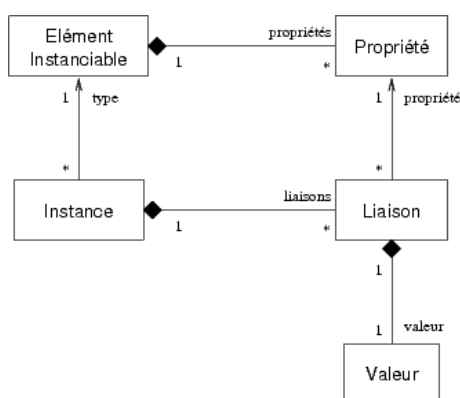 Elément
Instanciable
propriétés
Propriété
1
*
1
type
1
propriété
*
*
Instance
liaisons
Liaison
1
*
1
1
valeur
Valeur